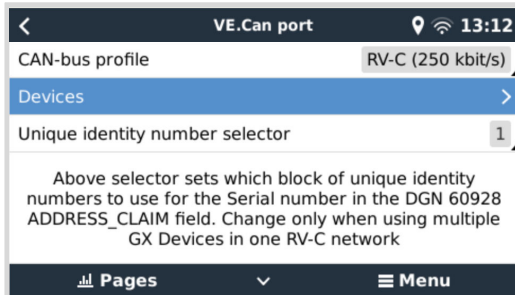 VE.Can port 13:12
CAN-bus profile RV-C (250 kbit/s)
Devices
Unique identity number selector 1
Above selector sets which block of unique identity
numbers to use for the Serial number in the DGN 60928
ADDRESS_CLAIM field. Change only when using multiple
GX Devices in one RV-C network
Pages Menu